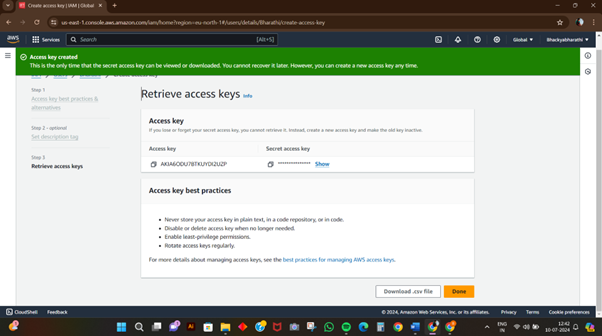 Create access key | IAM | Global
us-east-1.console.aws.amazon.com/iam/home?region=eu-north-1#/users/details/Bharathi/create-access-key
aws
Services
Search
[Alt+S]
Global
Bhackyabharathi
Access key created
This is the only time that the secret access key can be viewed or downloaded. You cannot recover it later. However, you can create a new access key any time.
Step 1
Access key best practices & alternatives
Step 2 - optional
Set description tag
Step 3
Retrieve access keys
Retrieve access keys Info
Access key
If you lose or forget your secret access key, you cannot retrieve it. Instead, create a new access key and make the old key inactive.
Access key
Secret access key
AKIA6ODU7BTKUYDI2UZP
*************** Show
Access key best practices
• Never store your access key in plain text, in a code repository, or in code.
• Disable or delete access key when no longer needed.
• Enable least-privilege permissions.
• Rotate access keys regularly.
For more details about managing access keys, see the best practices for managing AWS access keys.
Download .csv file
Done
CloudShell
Feedback
© 2024, Amazon Web Services, Inc. or its affiliates.
Privacy
Terms
Cookie preferences
ENG
IN
12:42
10-07-2024